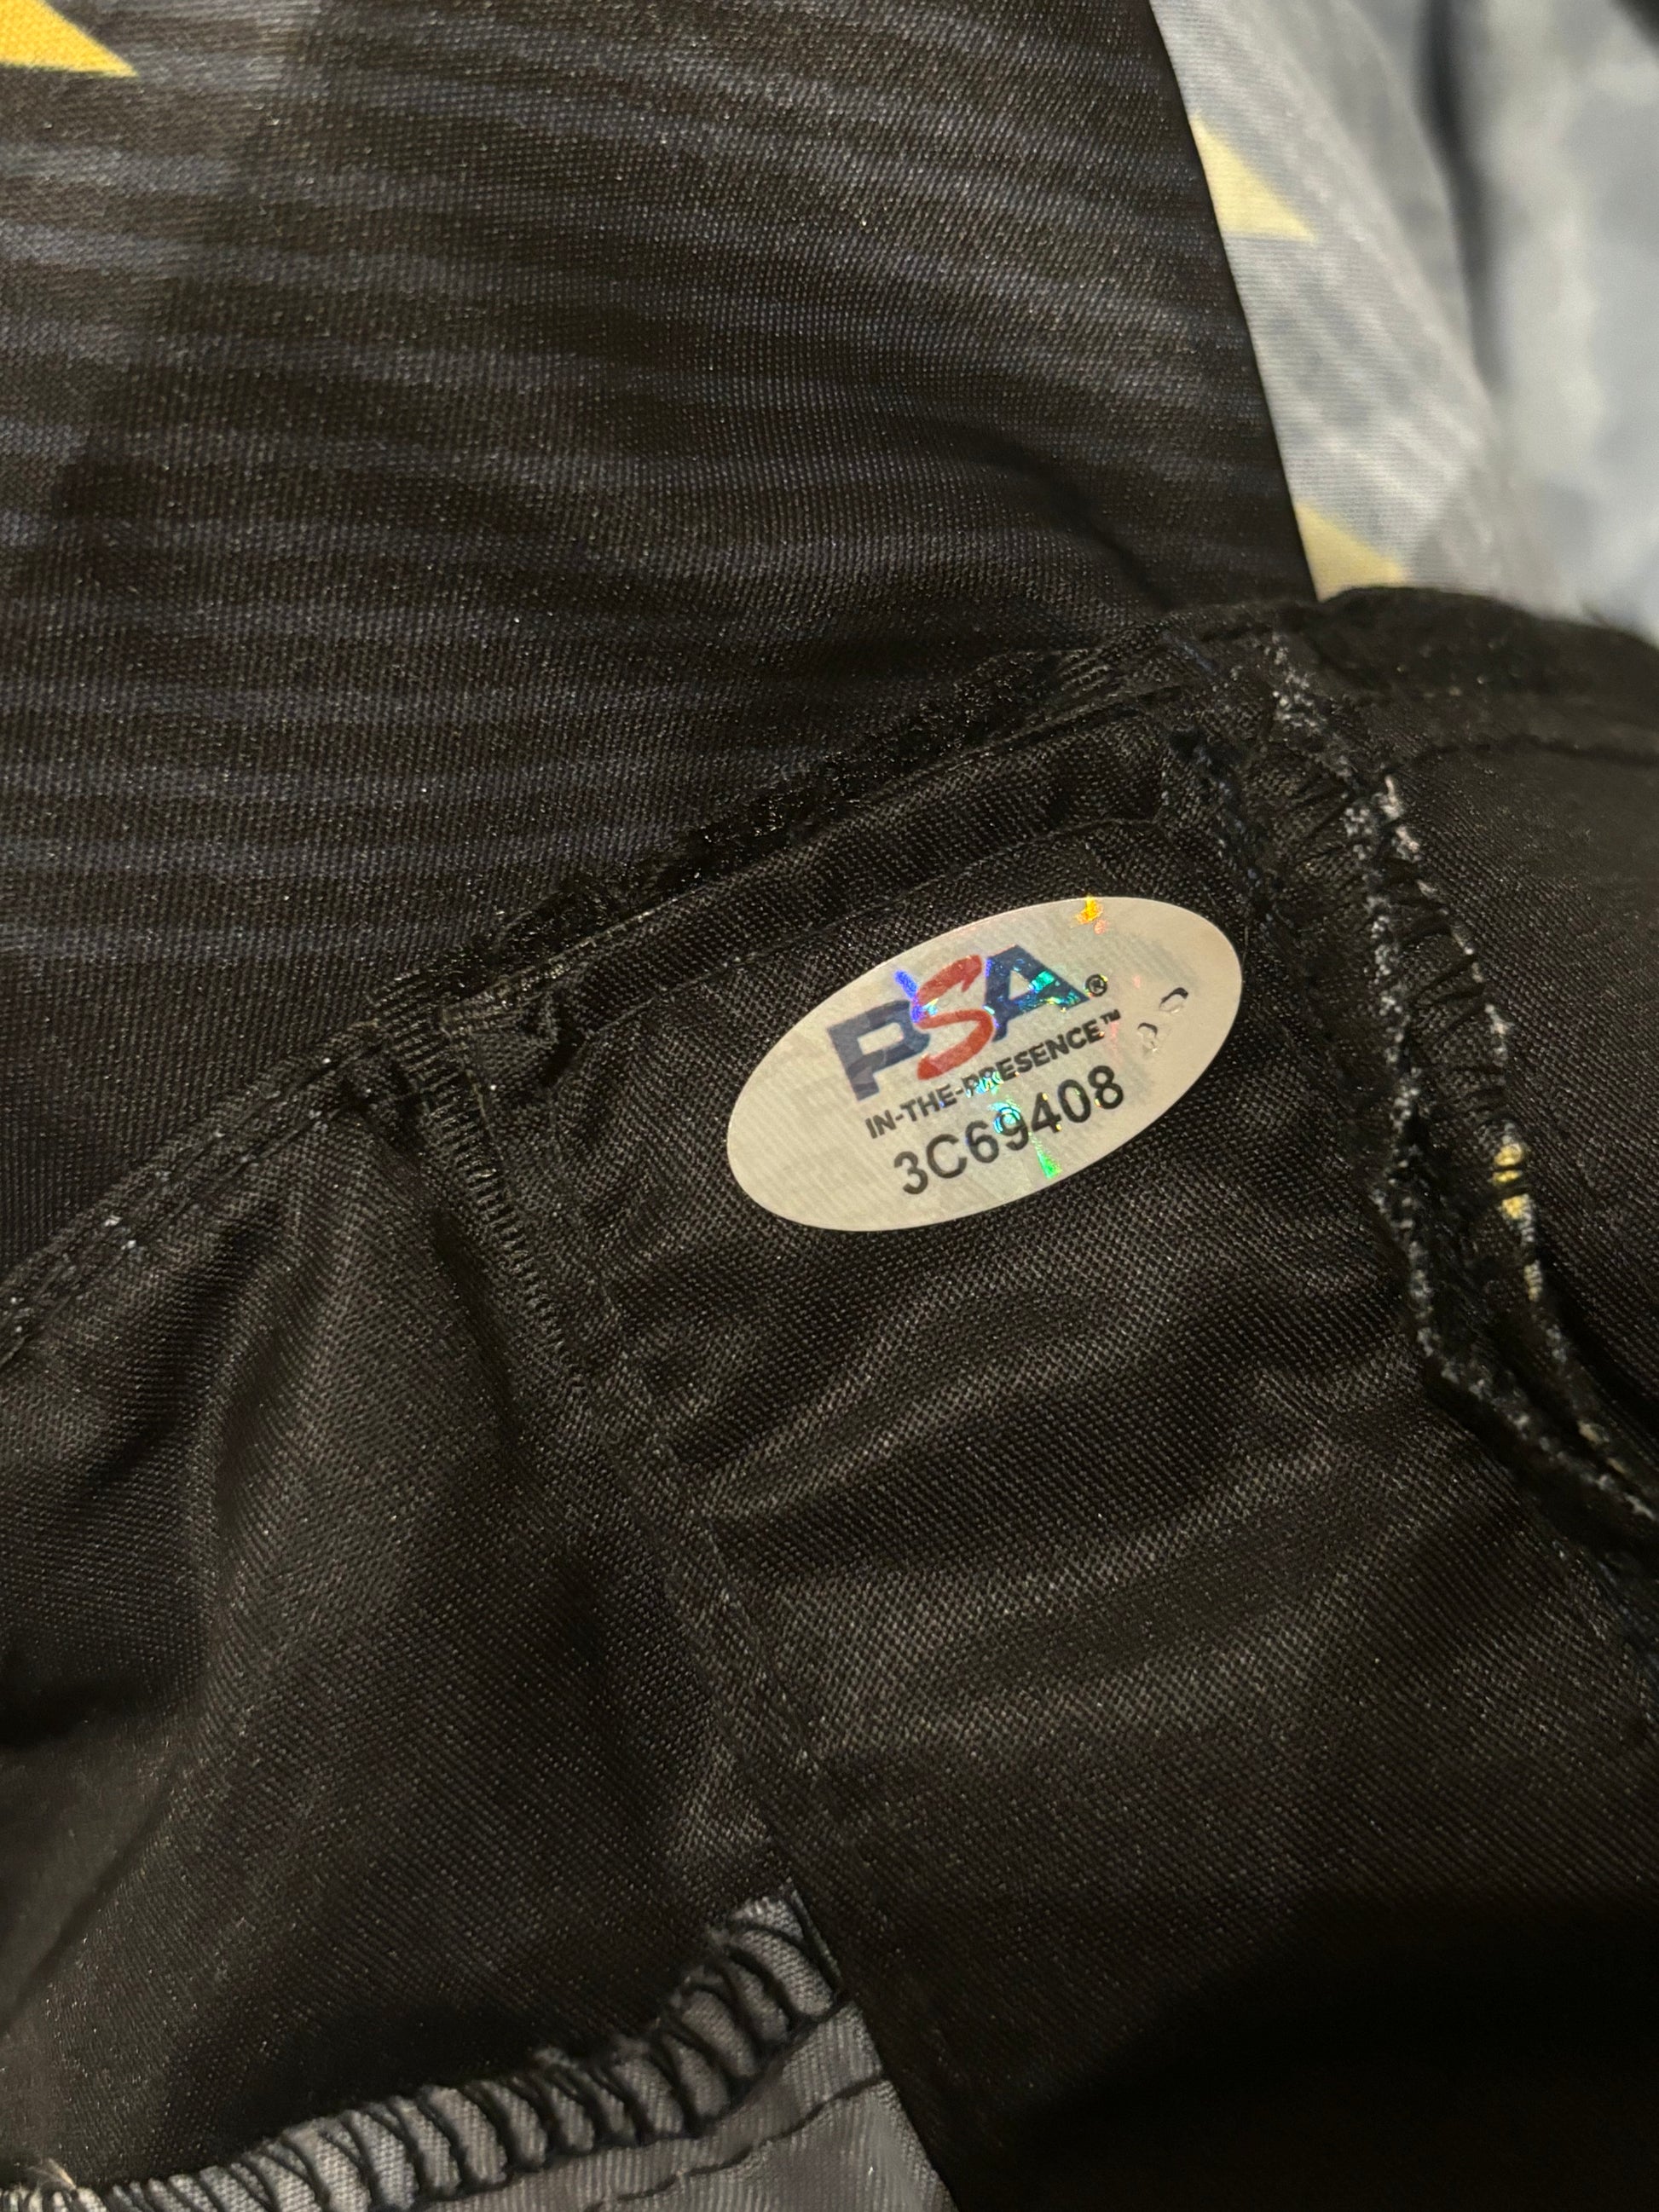 PSA®
IN-THE-PRESENCE™
3C69408